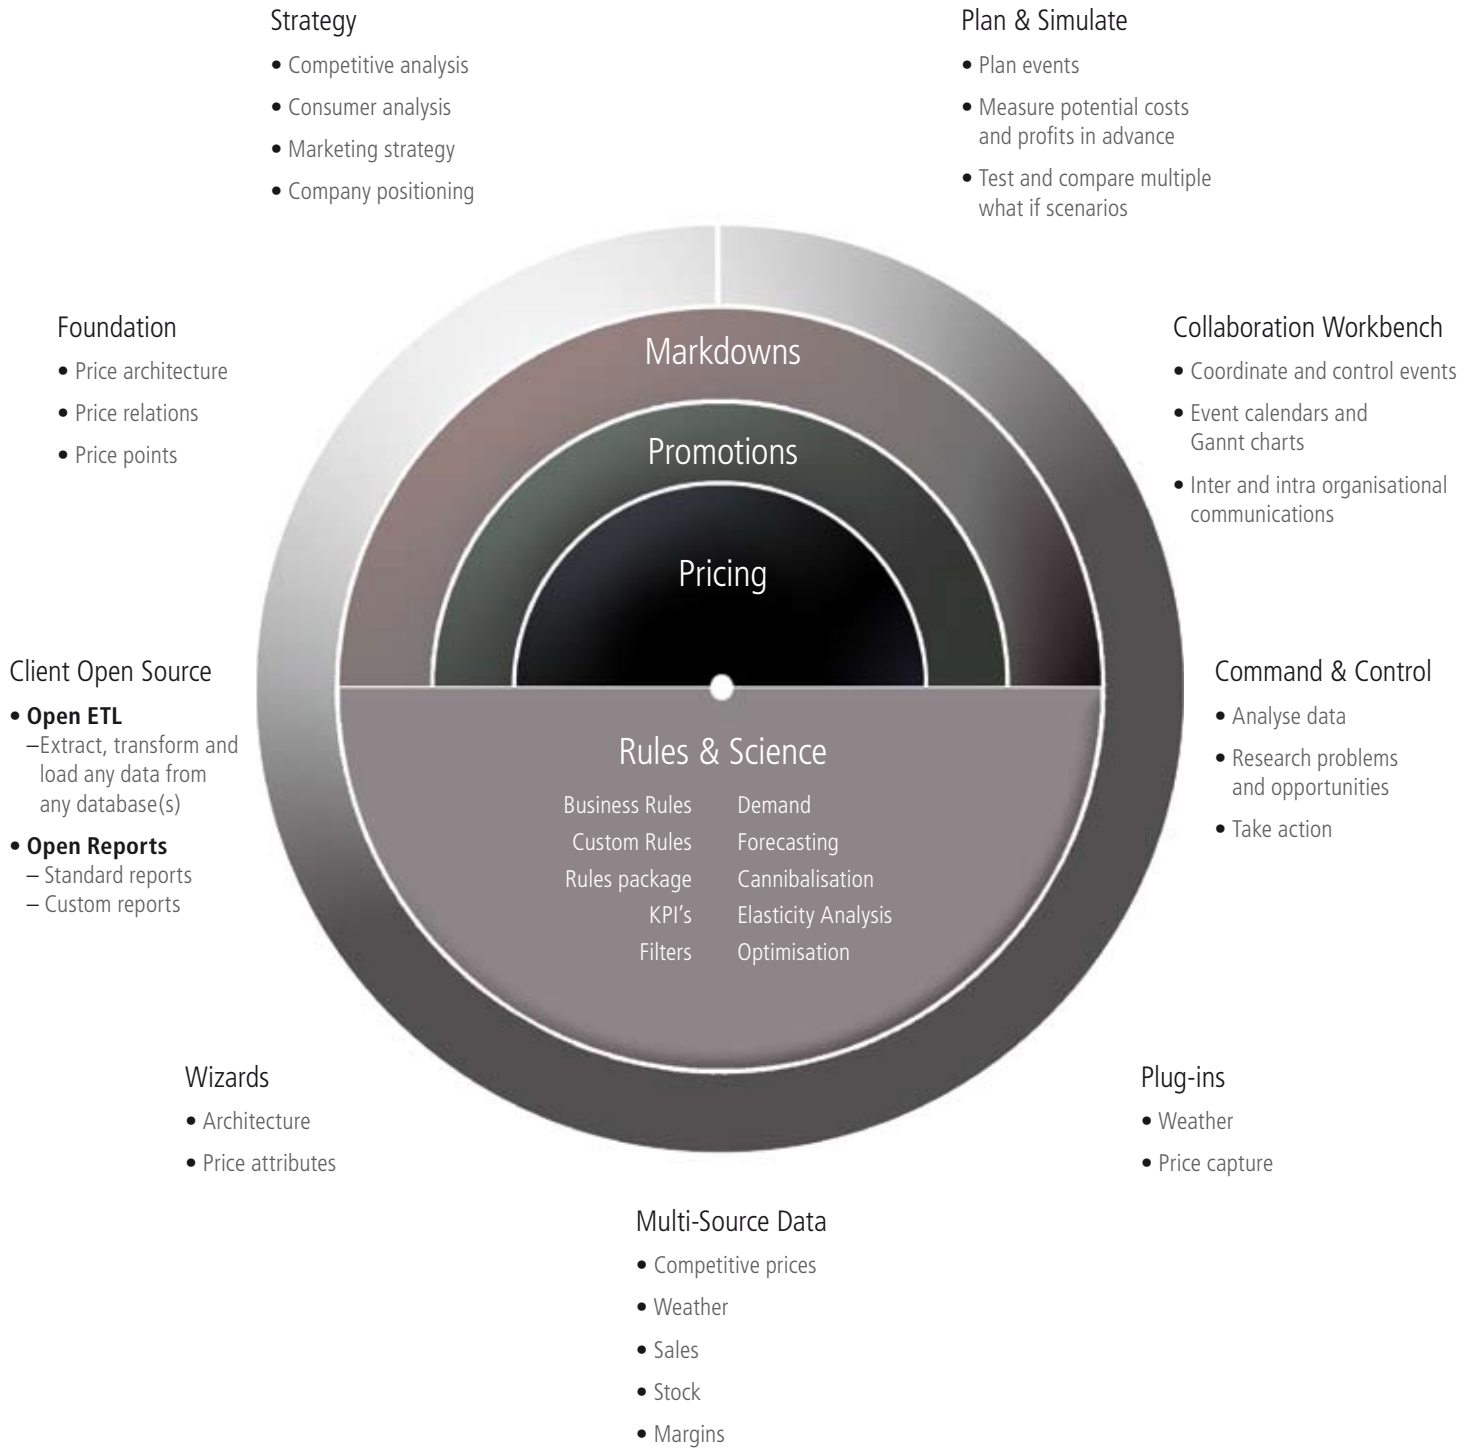 Strategy
• Competitive analysis
• Consumer analysis
• Marketing strategy
• Company positioning
Plan & Simulate
• Plan events
• Measure potential costs
and profits in advance
• Test and compare multiple
what if scenarios
Foundation
• Price architecture
• Price relations
• Price points
Markdowns
Promotions
Pricing
Collaboration Workbench
• Coordinate and control events
• Event calendars and
Gannt charts
• Inter and intra organisational
communications
Client Open Source
• Open ETL
–Extract, transform and
load any data from
any database(s)
• Open Reports
– Standard reports
– Custom reports
Rules & Science
Business Rules Demand
Custom Rules Forecasting
Rules package Cannibalisation
KPI's Elasticity Analysis
Filters Optimisation
Command & Control
• Analyse data
• Research problems
and opportunities
• Take action
Wizards
• Architecture
• Price attributes
Plug-ins
• Weather
• Price capture
Multi-Source Data
• Competitive prices
• Weather
• Sales
• Stock
• Margins